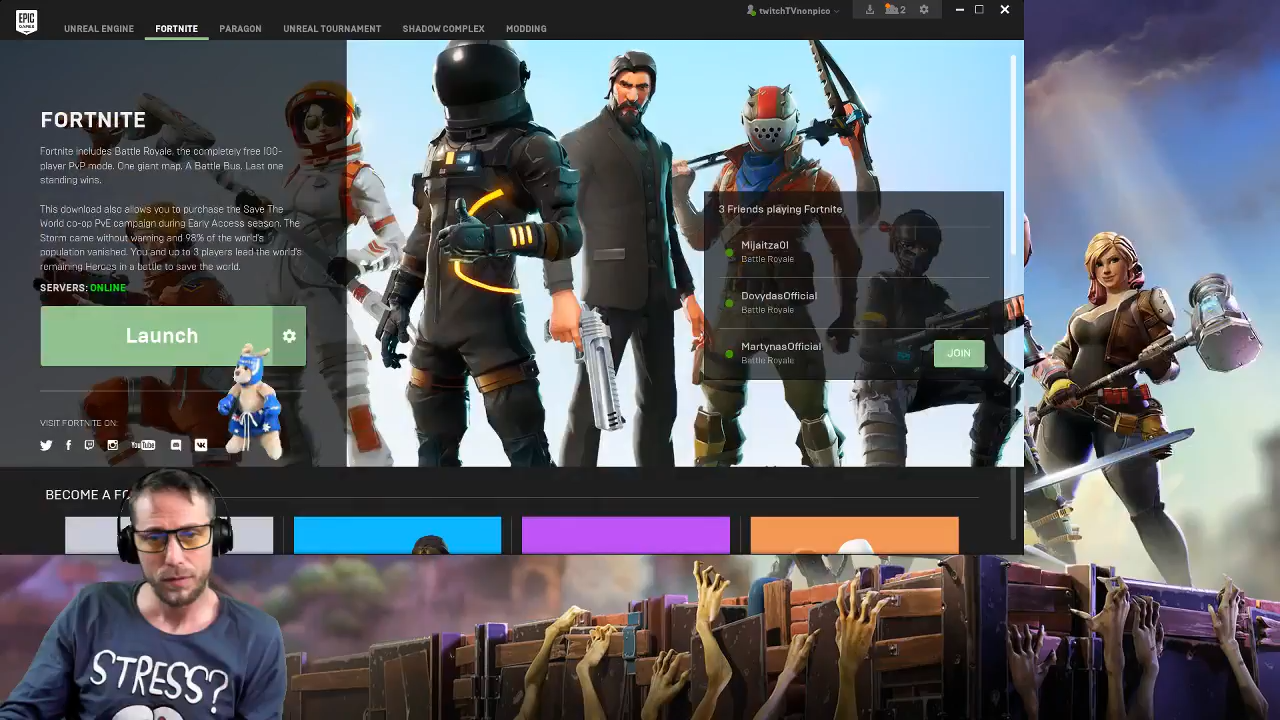 EPIC
GAMES
UNREAL ENGINE
FORTNITE
PARAGON
UNREAL TOURNAMENT
SHADOW COMPLEX
MODDING
twitchTVnonpico
2
FORTNITE
Fortnite includes Battle Royale, the completely free 100-
player PvP mode. One giant map. A Battle Bus. Last one
standing wins.
This download also allows you to purchase the Save The
World co-op PvE campaign during Early Access season. The
Storm came without warning and 98% of the world's
population vanished. You and up to 3 players lead the world's
remaining Heroes in a battle to save the world.
SERVERS: ONLINE
Launch
VISIT FORTNITE ON:
YouTube
3 Friends playing Fortnite
Battle Royale
DovydasOfficial
Battle Royale
MartynasOfficial
Battle Royale
JOIN
BECOME A
STRESS?